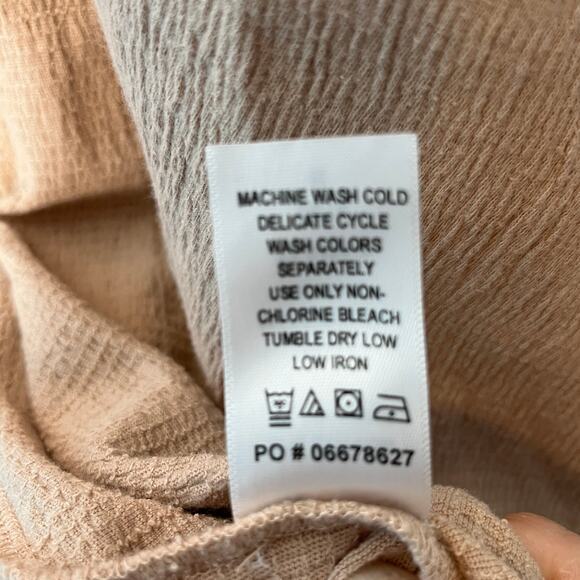 MACHINE WASH COLD
DELICATE CYCLE
WASH COLORS
SEPARATELY
USE ONLY NON-
CHLORINE BLEACH
TUMBLE DRY LOW
LOW IRON
PO # 06678627